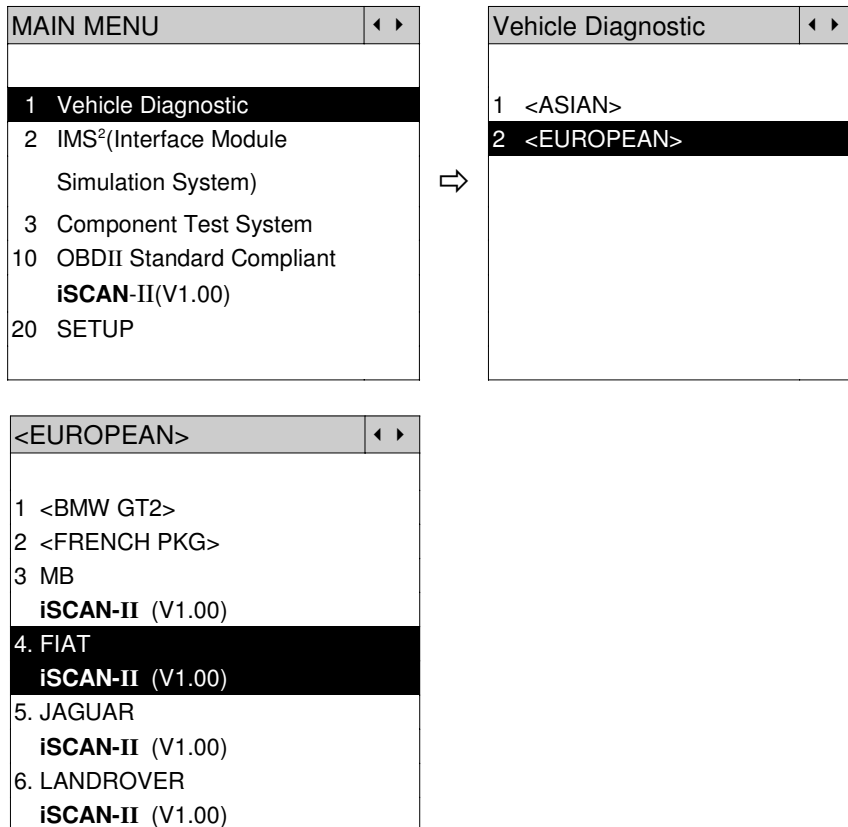 MAIN MENU
1 Vehicle Diagnostic
2 IMS²(Interface Module
Simulation System)
3 Component Test System
10 OBDII Standard Compliant
iSCAN-II(V1.00)
20 SETUP
Vehicle Diagnostic
1 <ASIAN>
2 <EUROPEAN>
<EUROPEAN>
1 <BMW GT2>
2 <FRENCH PKG>
3 MB
iSCAN-II (V1.00)
4. FIAT
iSCAN-II (V1.00)
5. JAGUAR
iSCAN-II (V1.00)
6. LANDROVER
iSCAN-II (V1.00)